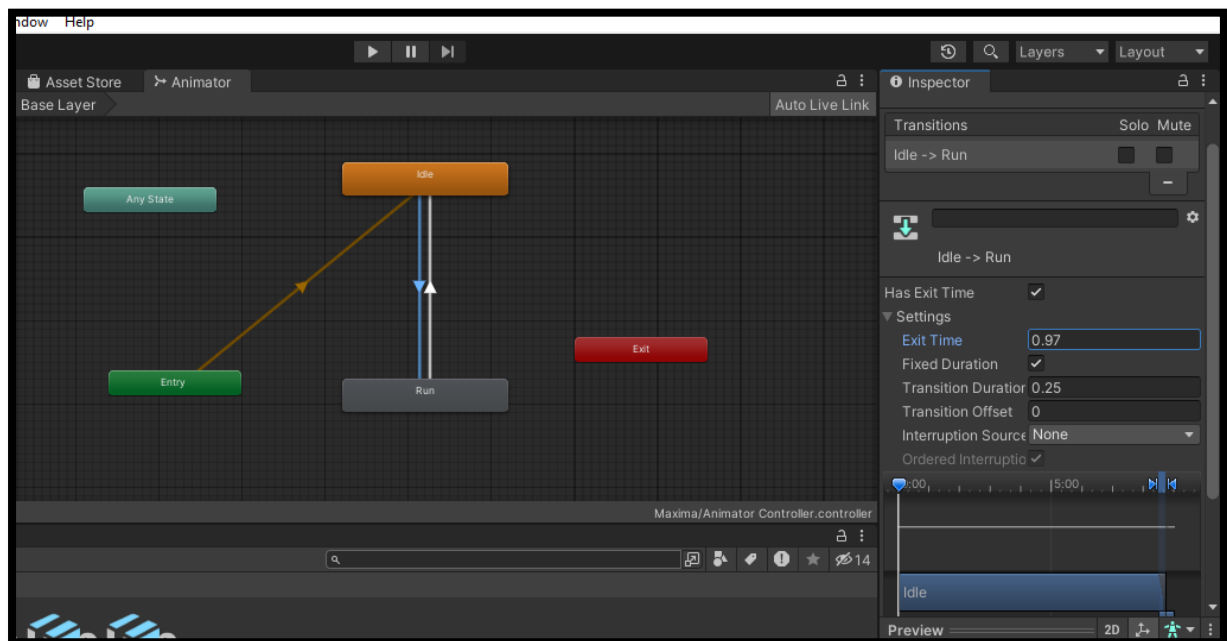 ndow Help
Layers Layout
Asset Store Animator
Base Layer Auto Live Link
Idle
Any State
Entry
Run
Exit
Maxima/Animator Controller.controller
14
Inspector
Transitions Solo Mute
Idle -> Run
Idle -> Run
Has Exit Time
Settings
Exit Time 0.97
Fixed Duration
Transition Duration 0.25
Transition Offset 0
Interruption Source None
Ordered Interruptio
:00 5:00
Idle
Preview 2D